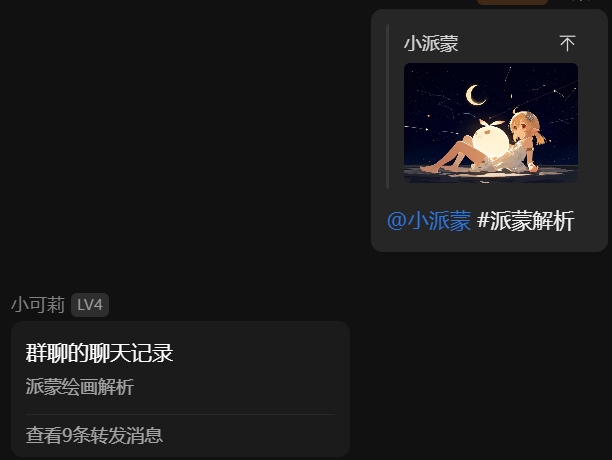 小派蒙
@小派蒙 #派蒙解析
小可莉 LV4
群聊的聊天记录
派蒙绘画解析
查看9条转发消息